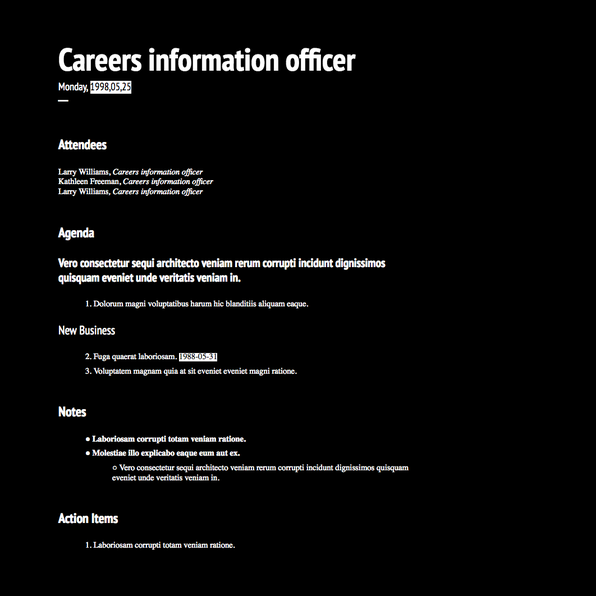 Careers information officer
Monday, 1998,05,25
Attendees
Larry Williams, Careers information officer
Kathleen Freeman, Careers information officer
Larry Williams, Careers information officer
Agenda
Vero consectetur sequi architecto veniam rerum corrupti incidunt dignissimos
quisquam eveniet unde veritatis veniam in.
1. Dolorum magni voluptatibus harum hic blanditiis aliquam eaque.
New Business
2. Fuga quaerat laboriosam. 1988-05-31
3. Voluptatem magnam quia at sit eveniet eveniet magni ratione.
Notes
● Laboriosam corrupti totam veniam ratione.
● Molestiae illo explicabo eaque eum aut ex.
○ Vero consectetur sequi architecto veniam rerum corrupti incidunt dignissimos quisquam
eveniet unde veritatis veniam in.
Action Items
1. Laboriosam corrupti totam veniam ratione.